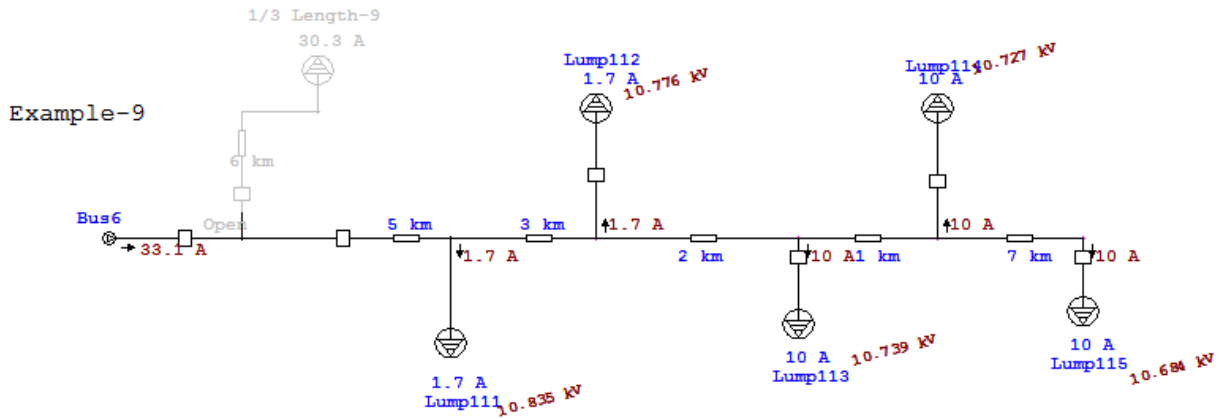 1/3 Length-9
30.3 A
Example-9
6 km
Open
Bus6
33.1 A
5 km
1.7 A
1.7 A
Lump111
10.835 kV
3 km
Lump112
1.7 A
10.776 kV
1.7 A
2 km
10 A
10 A
Lump113
10.739 kV
1 km
Lump114
10 A
10.727 kV
10 A
7 km
10 A
10 A
Lump115
10.684 kV